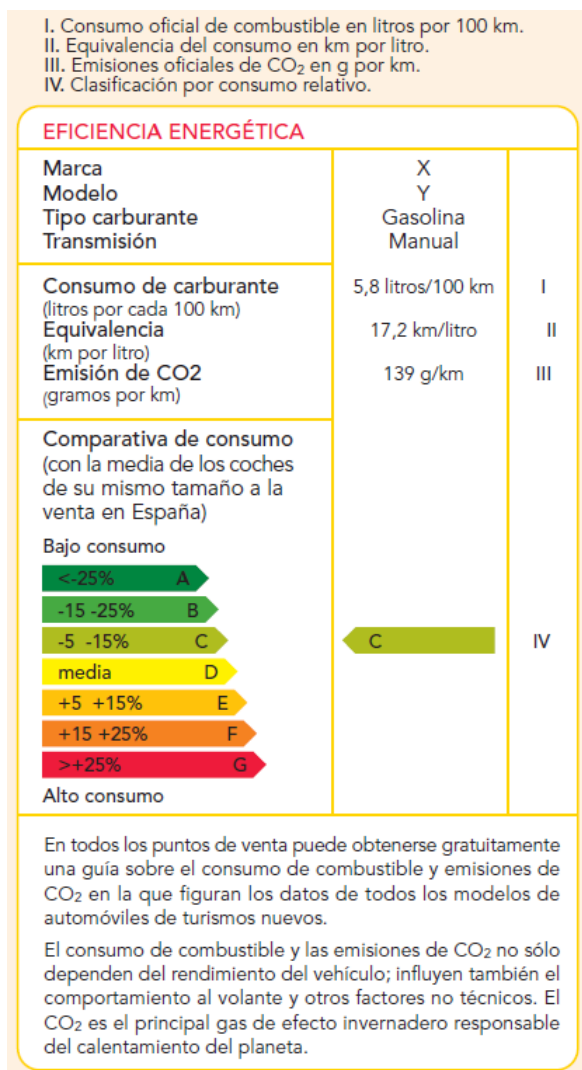 I. Consumo oficial de combustible en litros por 100 km.
II. Equivalencia del consumo en km por litro.
III. Emisiones oficiales de CO₂ en g por km.
IV. Clasificación por consumo relativo.
EFICIENCIA ENERGÉTICA
Marca X
Modelo Y
Tipo carburante Gasolina
Transmisión Manual
Consumo de carburante 5,8 litros/100 km I
(litros por cada 100 km)
Equivalencia 17,2 km/litro II
(km por litro)
Emisión de CO2 139 g/km III
(gramos por km)
Comparativa de consumo
(con la media de los coches
de su mismo tamaño a la
venta en España)
Bajo consumo
<-25% A
-15 -25% B
-5 -15% C C IV
media D
+5 +15% E
+15 +25% F
>+25% G
Alto consumo
En todos los puntos de venta puede obtenerse gratuitamente
una guía sobre el consumo de combustible y emisiones de
CO₂ en la que figuran los datos de todos los modelos de
automóviles de turismos nuevos.
El consumo de combustible y las emisiones de CO₂ no sólo
dependen del rendimiento del vehículo; influyen también el
comportamiento al volante y otros factores no técnicos. El
CO₂ es el principal gas de efecto invernadero responsable
del calentamiento del planeta.